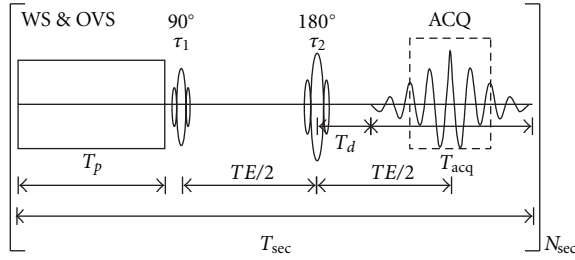 WS & OVS
90°
τ1
180°
τ2
ACQ
Td
Tp
TE/2
TE/2
Tacq
Tsec
Nsec